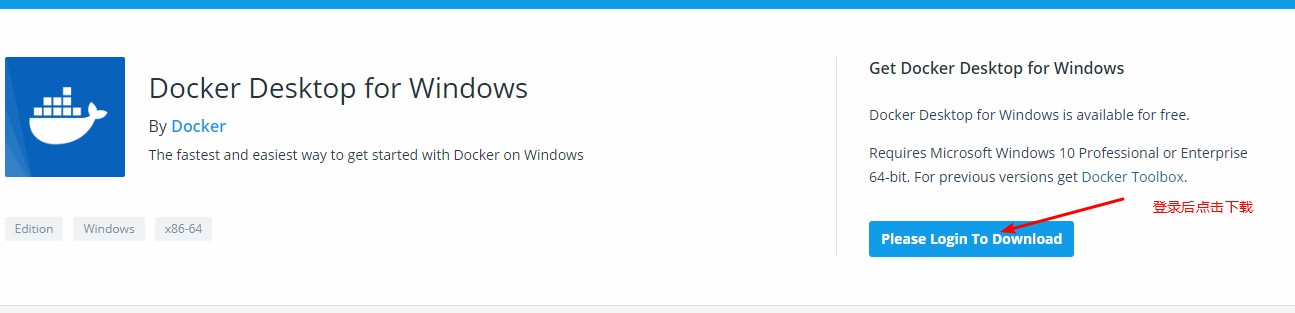 Docker Desktop for Windows
By Docker
The fastest and easiest way to get started with Docker on Windows
Edition Windows x86-64
Get Docker Desktop for Windows
Docker Desktop for Windows is available for free.
Requires Microsoft Windows 10 Professional or Enterprise
64-bit. For previous versions get Docker Toolbox.
登录后点击下载
Please Login To Download